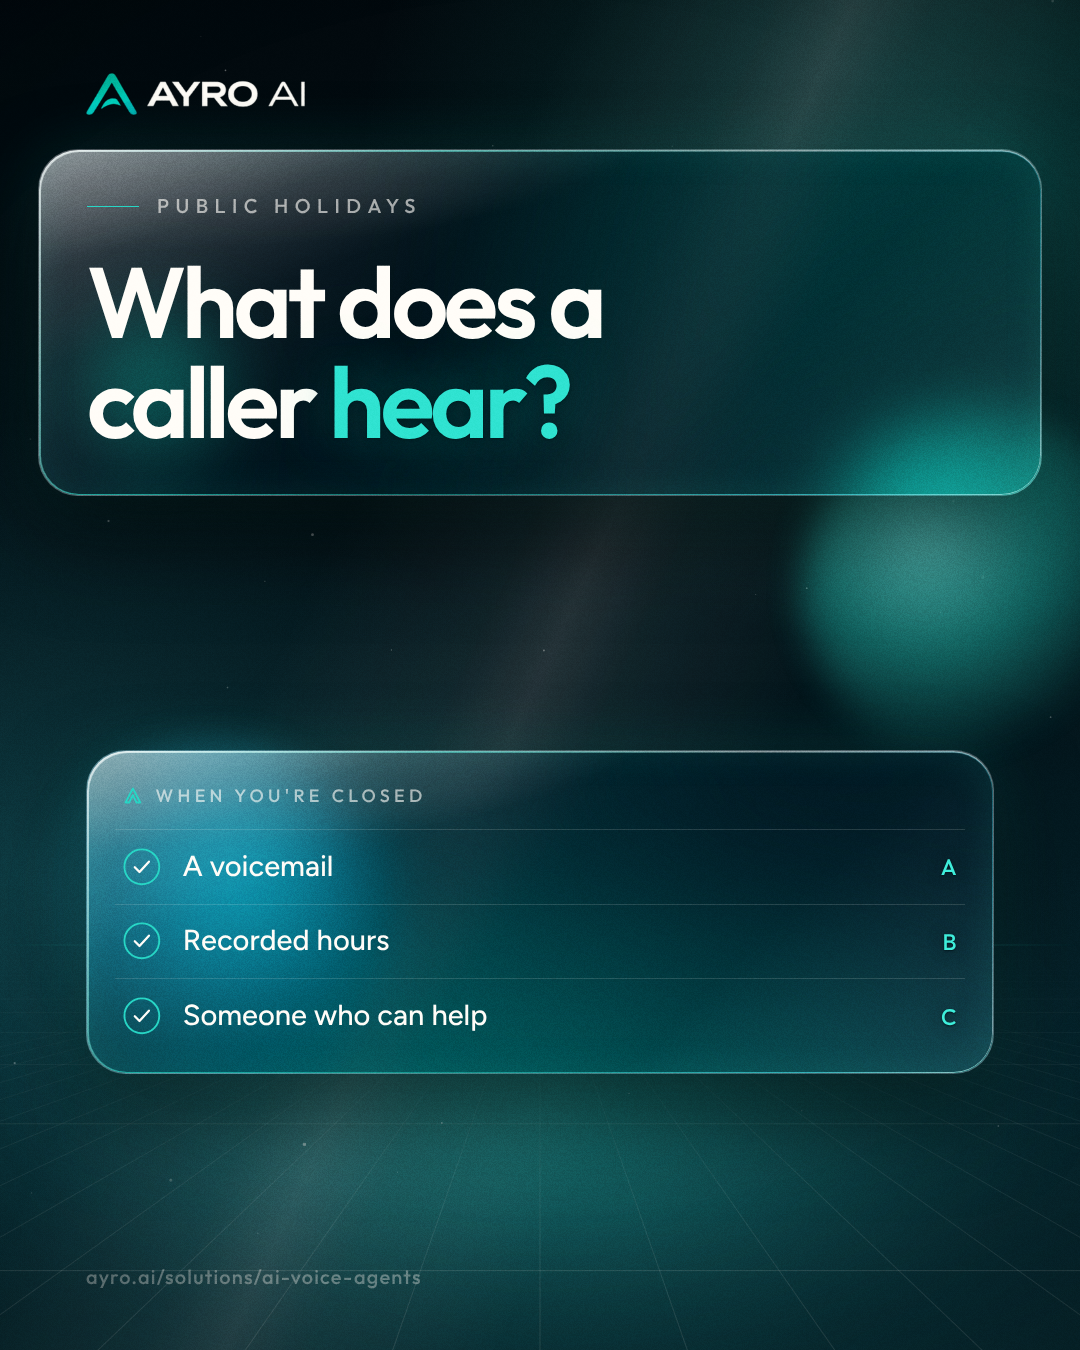 AYRO AI
PUBLIC HOLIDAYS
What does a
caller hear?
WHEN YOU'RE CLOSED
A voicemail A
Recorded hours B
Someone who can help C
ayro.ai/solutions/ai-voice-agents